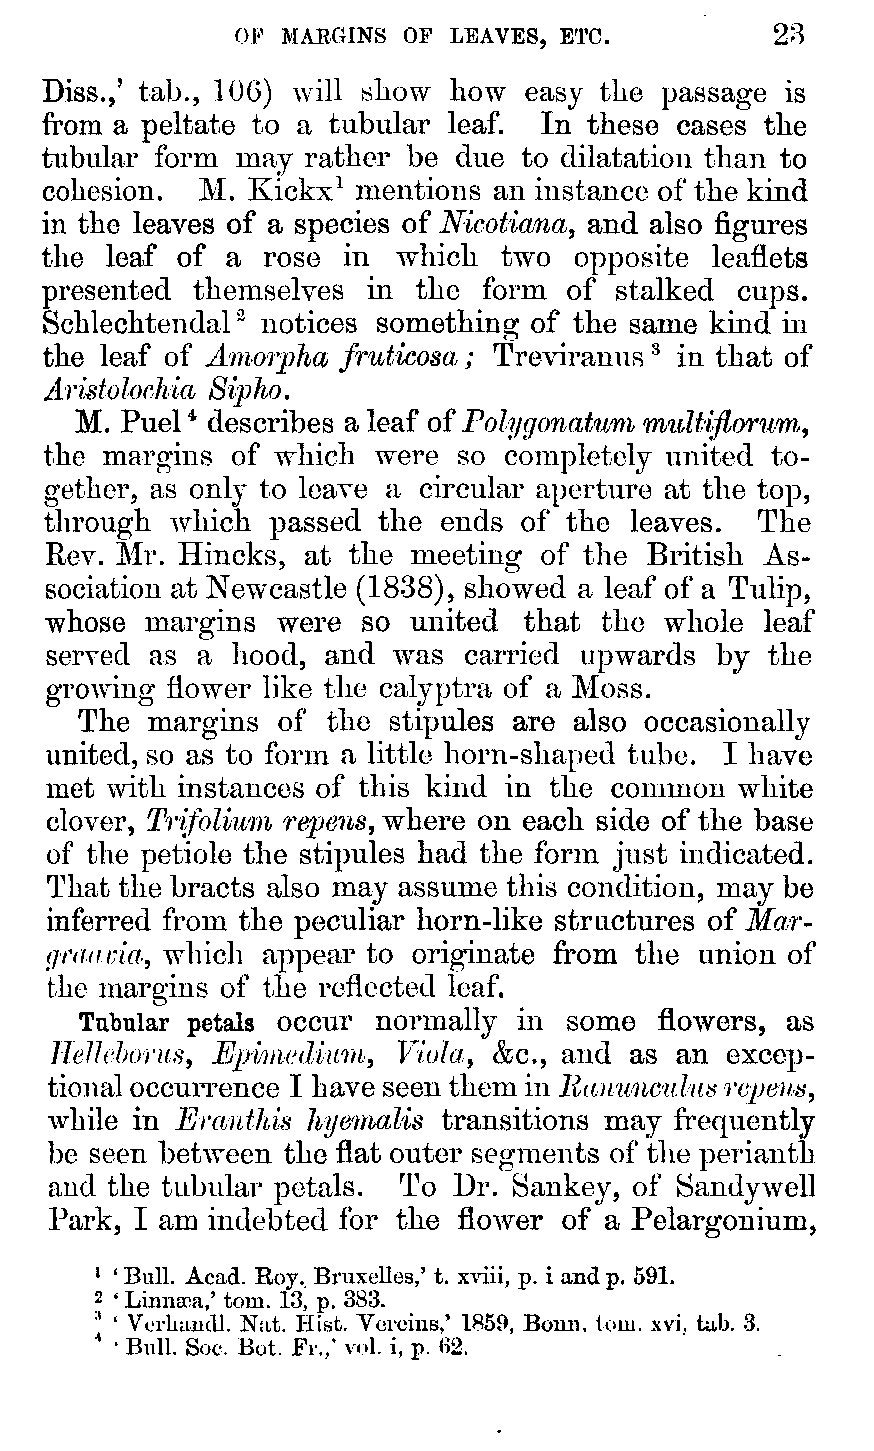 OF MARGINS OF LEAVES, ETC. 23
Diss.,’ tab., 106) will show how easy the passage is
from a peltate to a tubular leaf. In these cases the
tubular form may rather be due to dilatation than to
cohesion. M. Kickx¹ mentions an instance of the kind
in the leaves of a species of Nicotiana, and also figures
the leaf of a rose in which two opposite leaflets
presented themselves in the form of stalked cups.
Schlechtendal² notices something of the same kind in
the leaf of Amorpha fruticosa; Treviranus³ in that of
Aristolochia Sipho.
M. Puel⁴ describes a leaf of Polygonatum multiflorum,
the margins of which were so completely united to-
gether, as only to leave a circular aperture at the top,
through which passed the ends of the leaves. The
Rev. Mr. Hincks, at the meeting of the British As-
sociation at Newcastle (1838), showed a leaf of a Tulip,
whose margins were so united that the whole leaf
served as a hood, and was carried upwards by the
growing flower like the calyptra of a Moss.
The margins of the stipules are also occasionally
united, so as to form a little horn-shaped tube. I have
met with instances of this kind in the common white
clover, Trifolium repens, where on each side of the base
of the petiole the stipules had the form just indicated.
That the bracts also may assume this condition, may be
inferred from the peculiar horn-like structures of Mar-
graavia, which appear to originate from the union of
the margins of the reflected leaf.
Tubular petals occur normally in some flowers, as
Helleborus, Epimedium, Viola, &c., and as an excep-
tional occurrence I have seen them in Ranunculus repens,
while in Eranthis hyemalis transitions may frequently
be seen between the flat outer segments of the perianth
and the tubular petals. To Dr. Sankey, of Sandywell
Park, I am indebted for the flower of a Pelargonium,
¹ ‘Bull. Acad. Roy. Bruxelles,’ t. xviii, p. i and p. 591.
² ‘Linnæa,’ tom. 13, p. 383.
³ ‘Verhandl. Nat. Hist. Vereins,’ 1859, Bonn, tom. xvi, tab. 3.
⁴ ‘Bull. Soc. Bot. Fr.,’ vol. i, p. 62.